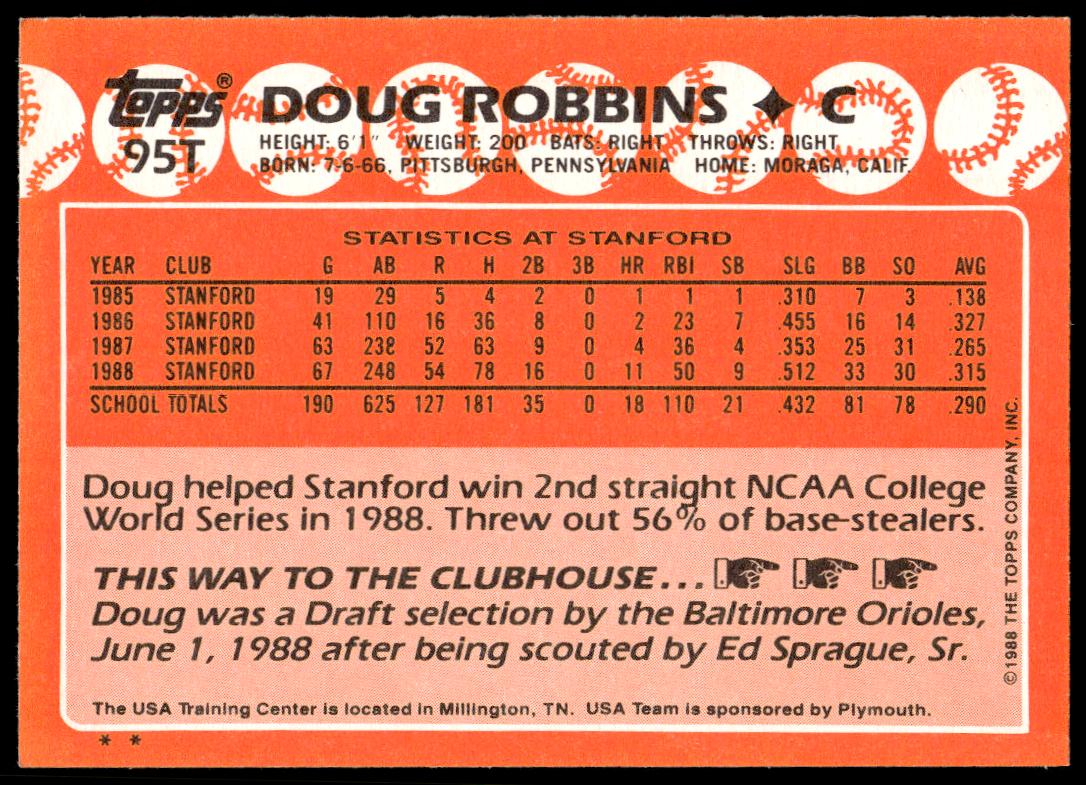 topps® DOUG ROBBINS ✦ C
95T
HEIGHT: 6'1" WEIGHT: 200 BATS: RIGHT THROWS: RIGHT
BORN: 7-6-66, PITTSBURGH, PENNSYLVANIA HOME: MORAGA, CALIF.
STATISTICS AT STANFORD
YEAR CLUB G AB R H 2B 3B HR RBI SB SLG BB SO AVG
1985 STANFORD 19 29 5 4 2 0 1 1 1 .310 7 3 .138
1986 STANFORD 41 110 16 36 8 0 2 23 7 .455 16 14 .327
1987 STANFORD 63 238 52 63 9 0 4 36 4 .353 25 31 .265
1988 STANFORD 67 248 54 78 16 0 11 50 9 .512 33 30 .315
SCHOOL TOTALS 190 625 127 181 35 0 18 110 21 .432 81 78 .290
Doug helped Stanford win 2nd straight NCAA College
World Series in 1988. Threw out 56% of base-stealers.
THIS WAY TO THE CLUBHOUSE...
Doug was a Draft selection by the Baltimore Orioles,
June 1, 1988 after being scouted by Ed Sprague, Sr.
The USA Training Center is located in Millington, TN. USA Team is sponsored by Plymouth.
* *
©1988 THE TOPPS COMPANY, INC.